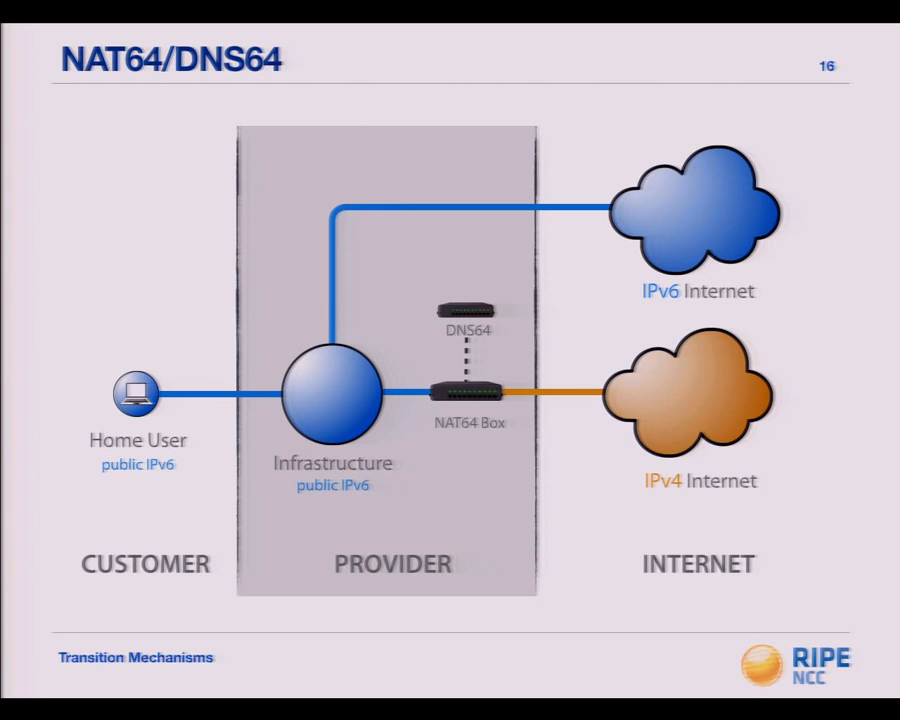 NAT64/DNS64
16
IPv6 Internet
DNS64
NAT64 Box
Home User
public IPv6
Infrastructure
public IPv6
IPv4 Internet
CUSTOMER
PROVIDER
INTERNET
Transition Mechanisms
RIPE
NCC